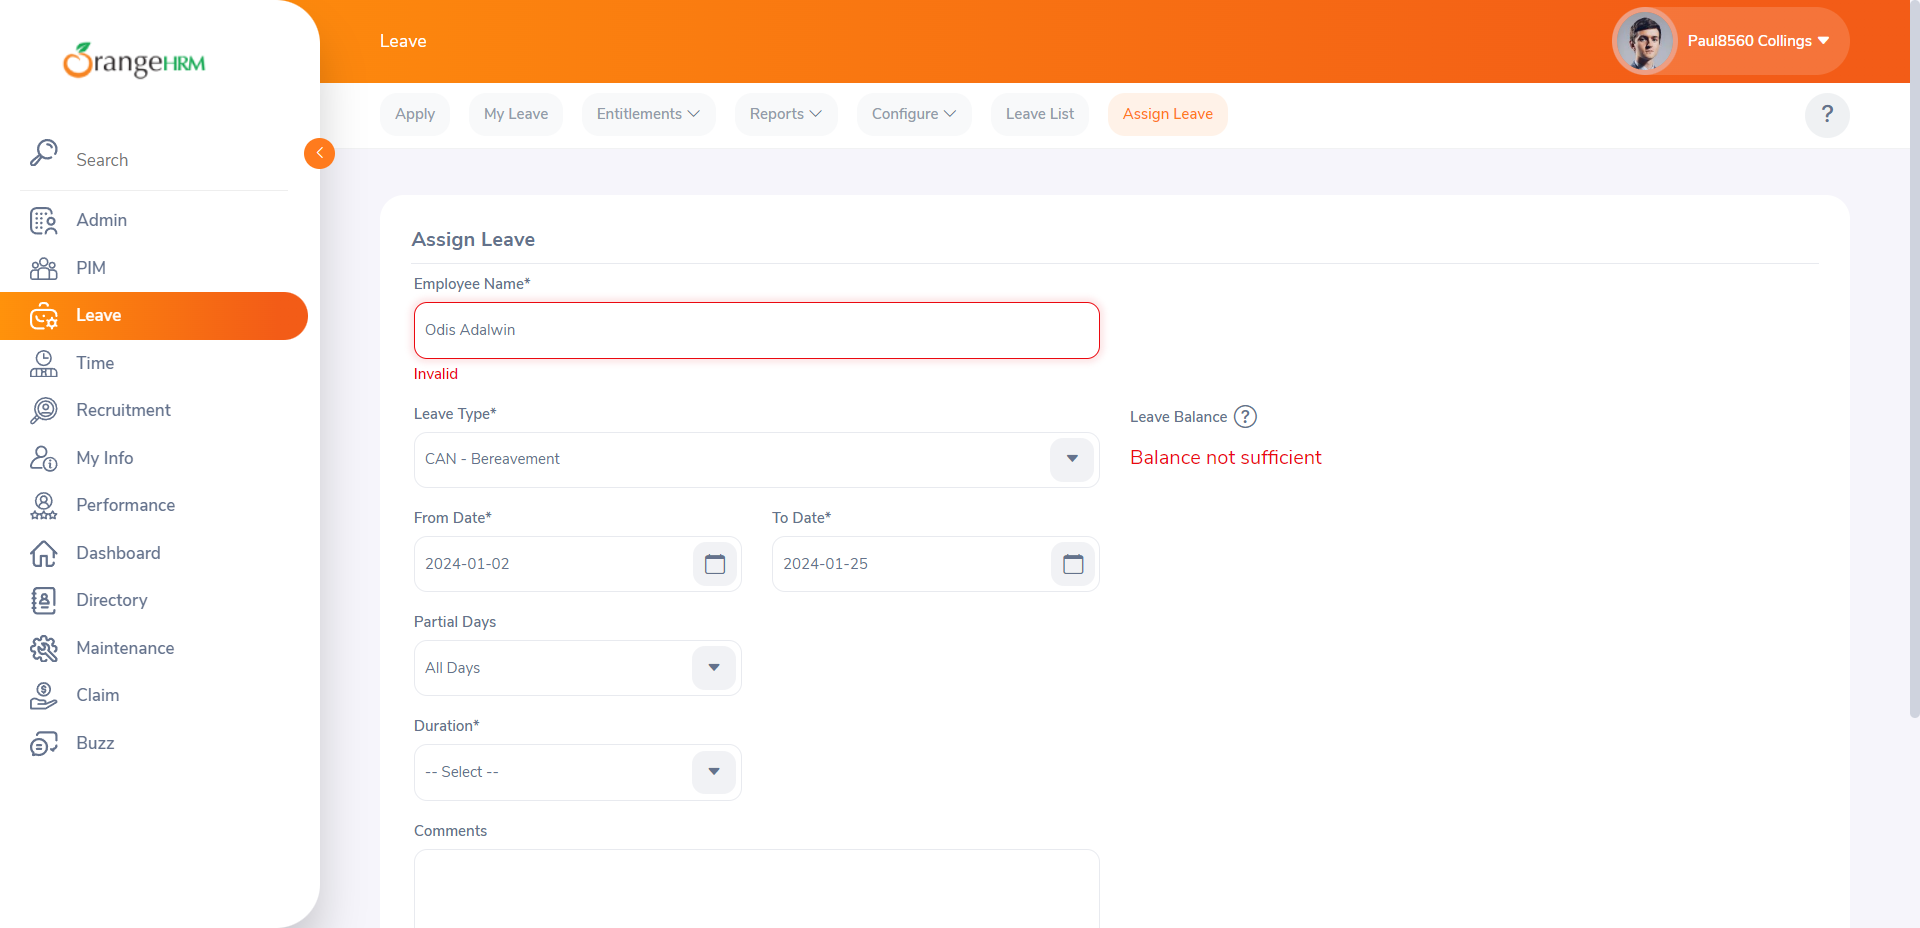 OrangeHRM
Leave
Paul8560 Collings
Apply
My Leave
Entitlements
Reports
Configure
Leave List
Assign Leave
?
Search
Admin
PIM
Leave
Time
Recruitment
My Info
Performance
Dashboard
Directory
Maintenance
Claim
Buzz
Assign Leave
Employee Name*
Odis Adalwin
Invalid
Leave Type*
CAN - Bereavement
Leave Balance ?
Balance not sufficient
From Date*
2024-01-02
To Date*
2024-01-25
Partial Days
All Days
Duration*
-- Select --
Comments